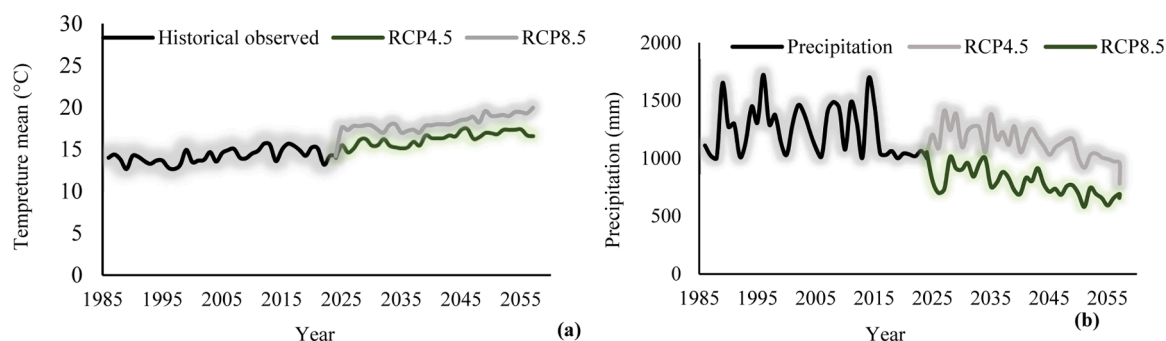 Historical observed RCP4.5 RCP8.5
30
25
20
15
10
5
0
Tempreture mean (°C)
1985 1995 2005 2015 2025 2035 2045 2055
Year
(a)
Precipitation RCP4.5 RCP8.5
2000
1500
1000
500
0
Precipitation (mm)
1985 1995 2005 2015 2025 2035 2045 2055
Year
(b)